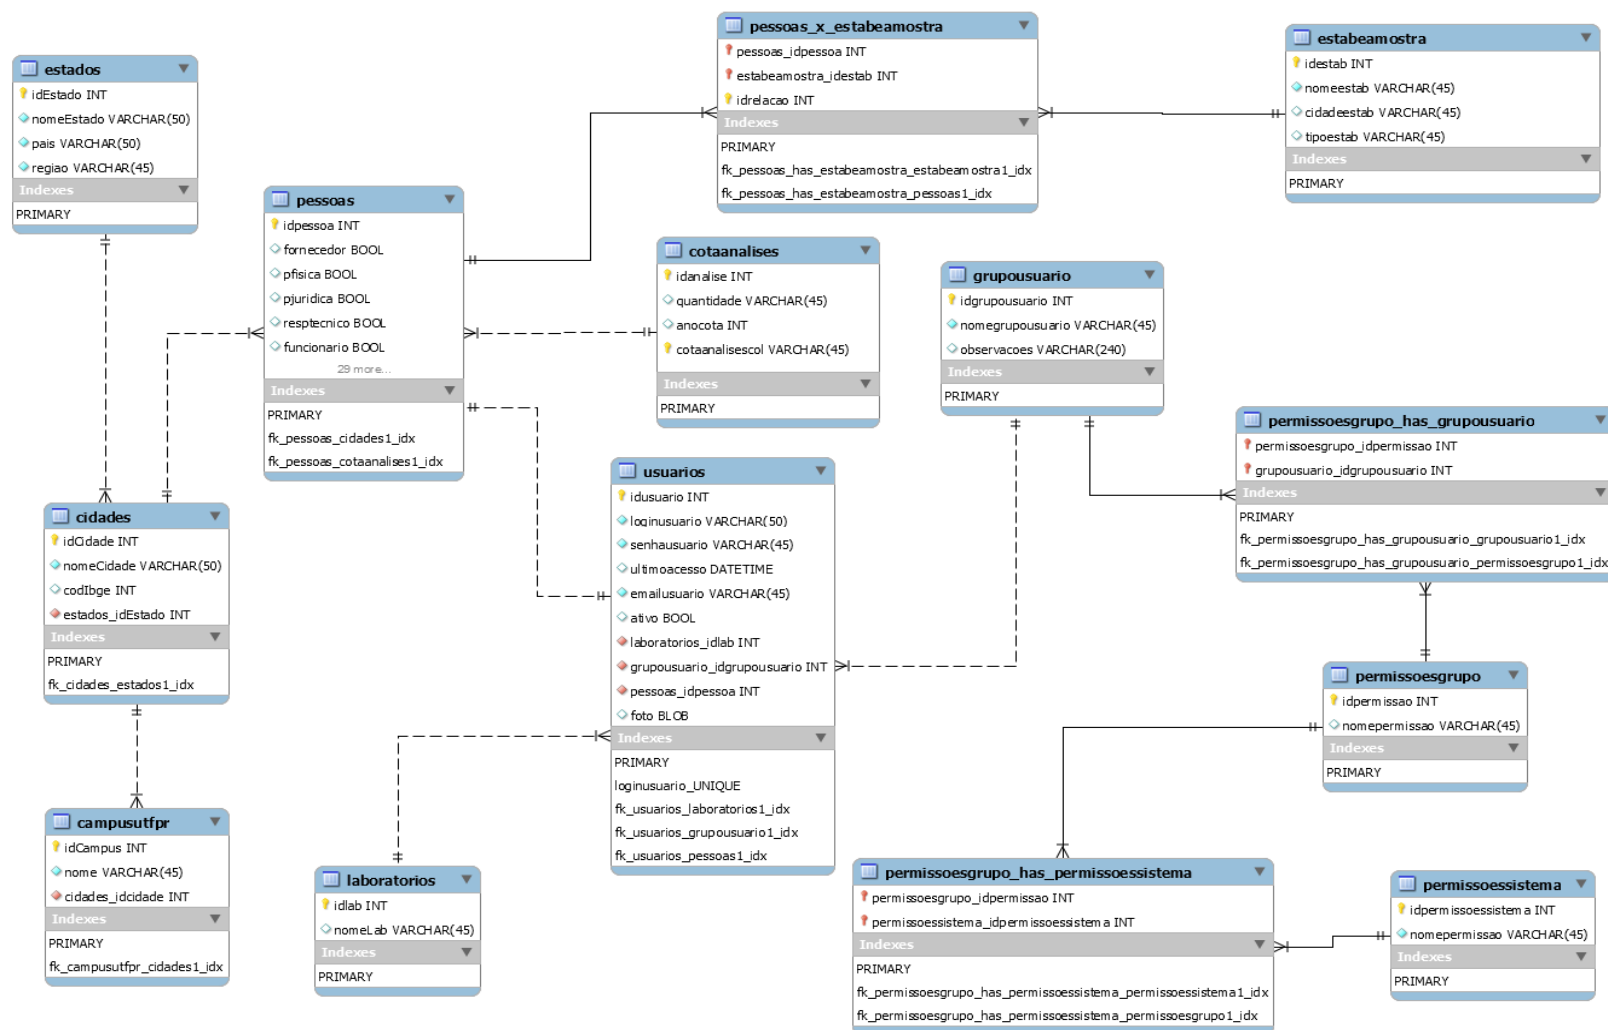 estados
idEstado INT
nomeEstado VARCHAR(50)
pais VARCHAR(50)
regiao VARCHAR(45)
Indexes
PRIMARY
pessoas
idpessoa INT
fornecedor BOOL
pfisica BOOL
pjuridica BOOL
resptecnico BOOL
funcionario BOOL
29 more...
Indexes
PRIMARY
fk_pessoas_cidades1_idx
fk_pessoas_cotaanalises1_idx
pessoas_x_estabeamostra
pessoas_idpessoa INT
estabeamostra_idestab INT
idrelacao INT
Indexes
PRIMARY
fk_pessoas_has_estabeamostra_estabeamostra1_idx
fk_pessoas_has_estabeamostra_pessoas1_idx
estabeamostra
idestab INT
nomeestab VARCHAR(45)
cidadeestab VARCHAR(45)
tipoestab VARCHAR(45)
Indexes
PRIMARY
cotaanalises
idanalise INT
quantidade VARCHAR(45)
anocota INT
cotaanalisescol VARCHAR(45)
Indexes
PRIMARY
grupousuario
idgrupousuario INT
nomegrupousuario VARCHAR(45)
observacoes VARCHAR(240)
Indexes
PRIMARY
permissoesgrupo_has_grupousuario
permissoesgrupo_idpermissao INT
grupousuario_idgrupousuario INT
Indexes
PRIMARY
fk_permissoesgrupo_has_grupousuario_grupousuario1_idx
fk_permissoesgrupo_has_grupousuario_permissoesgrupo1_idx
cidades
idCidade INT
nomeCidade VARCHAR(50)
codIbge INT
estados_idEstado INT
Indexes
PRIMARY
fk_cidades_estados1_idx
usuarios
idusuario INT
loginusuario VARCHAR(50)
senhausuario VARCHAR(45)
ultimoacesso DATETIME
emailusuario VARCHAR(45)
ativo BOOL
laboratorios_idlab INT
grupousuario_idgrupousuario INT
pessoas_idpessoa INT
foto BLOB
Indexes
PRIMARY
loginusuario_UNIQUE
fk_usuarios_laboratorios1_idx
fk_usuarios_grupousuario1_idx
fk_usuarios_pessoas1_idx
permissoesgrupo
idpermissao INT
nomepermissao VARCHAR(45)
Indexes
PRIMARY
campusutfpr
idCampus INT
nome VARCHAR(45)
cidades_idcidade INT
Indexes
PRIMARY
fk_campusutfpr_cidades1_idx
laboratorios
idlab INT
nomeLab VARCHAR(45)
Indexes
PRIMARY
permissoesgrupo_has_permissoessistema
permissoesgrupo_idpermissao INT
permissoessistema_idpermissoessistema INT
Indexes
PRIMARY
fk_permissoesgrupo_has_permissoessistema_permissoessistema1_idx
fk_permissoesgrupo_has_permissoessistema_permissoesgrupo1_idx
permissoessistema
idpermissoessistema INT
nomepermissao VARCHAR(45)
Indexes
PRIMARY